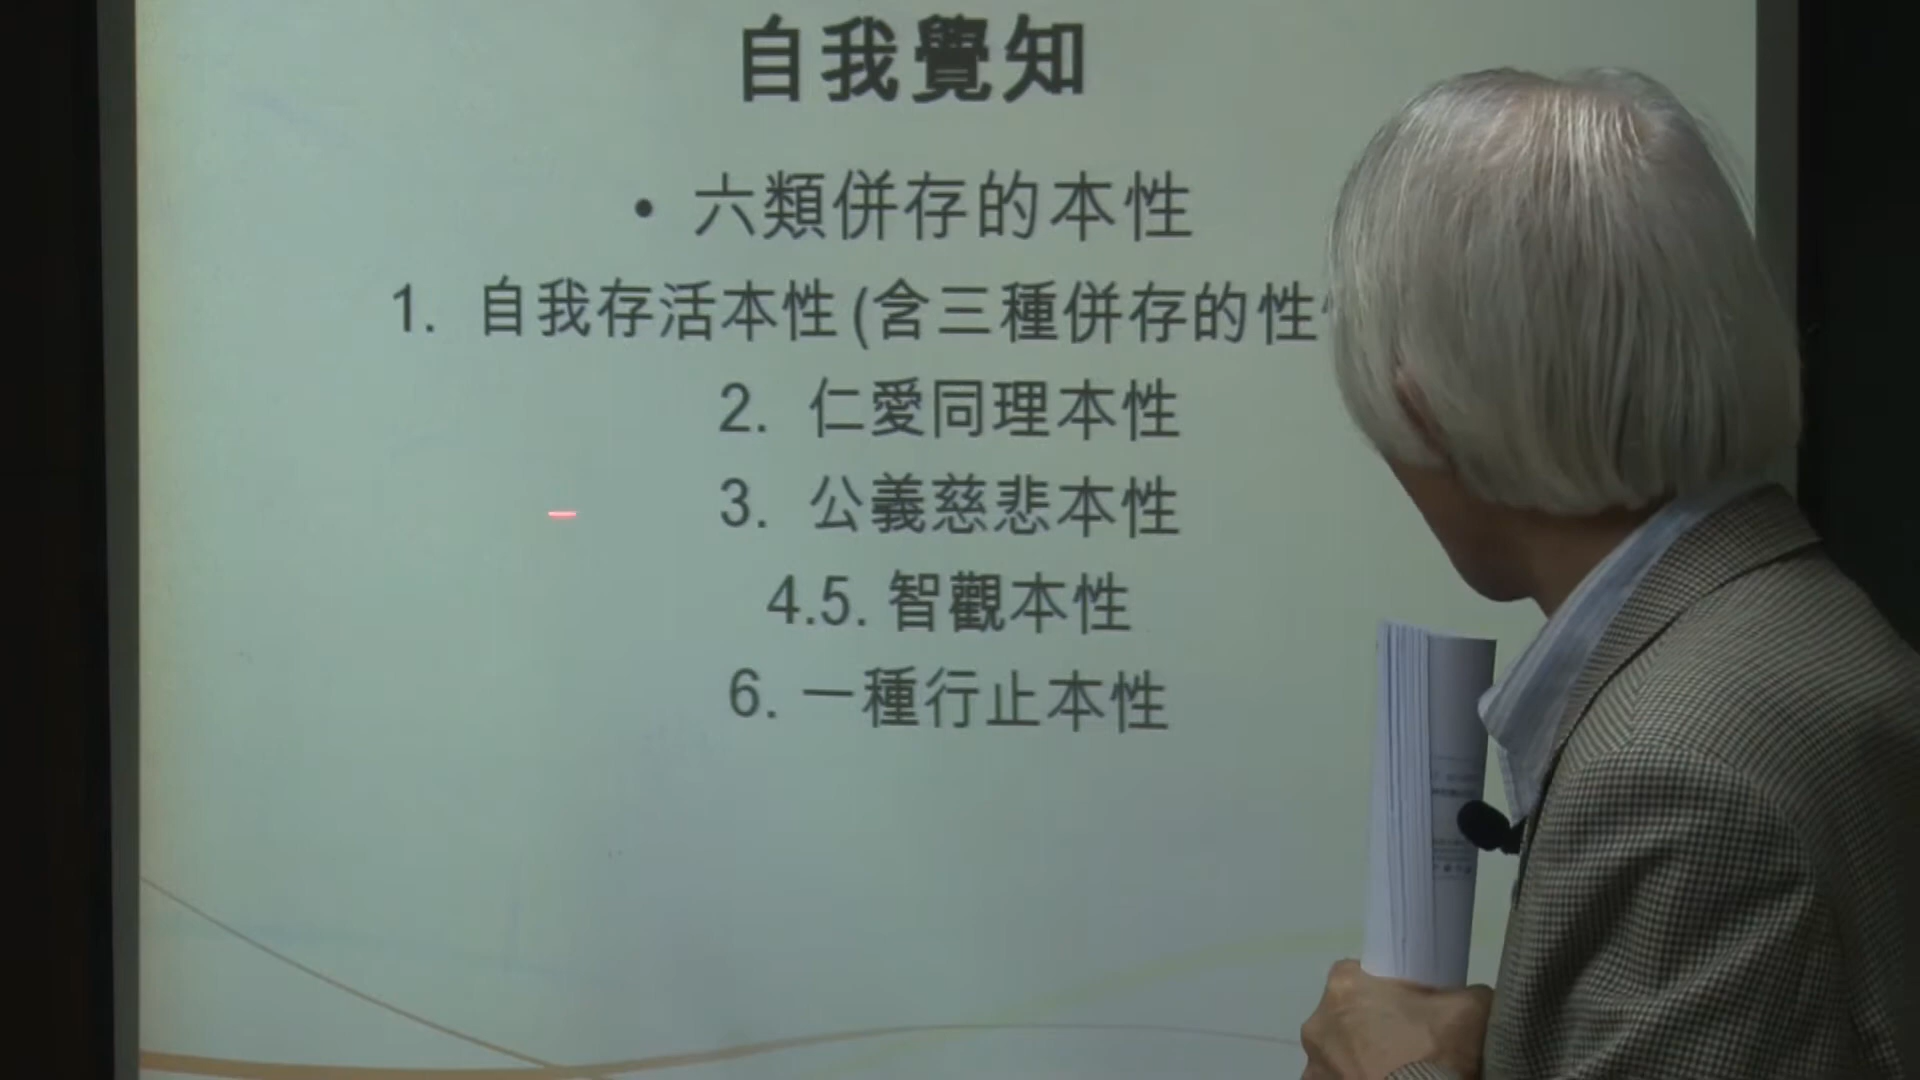 自我覺知
• 六類併存的本性
1. 自我存活本性(含三種併存的性
2. 仁愛同理本性
3. 公義慈悲本性
4.5. 智觀本性
6. 一種行止本性